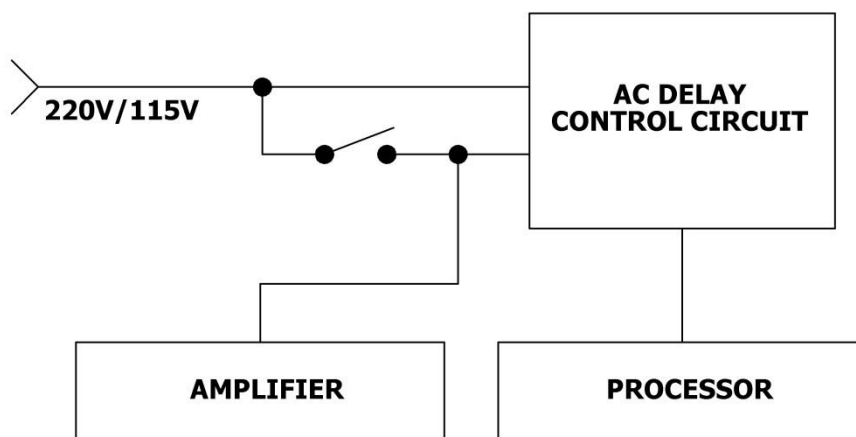 220V/115V
AC DELAY
CONTROL CIRCUIT
AMPLIFIER
PROCESSOR